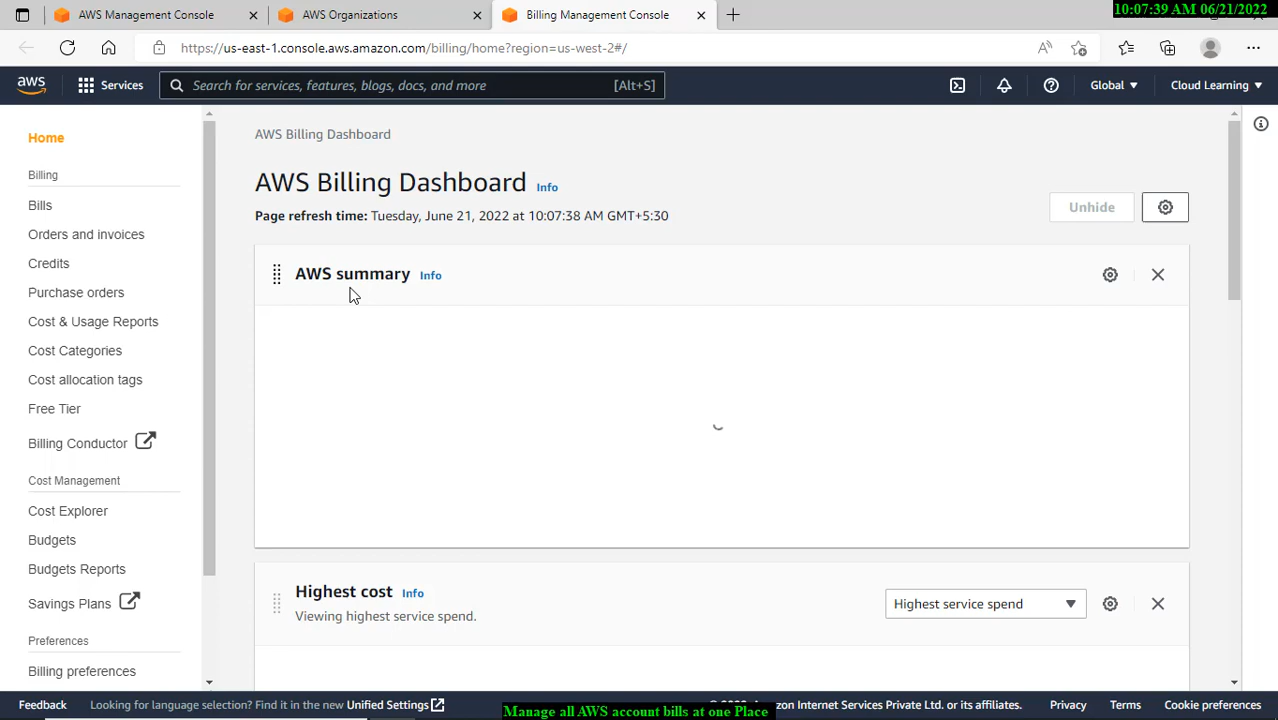 AWS Management Console
AWS Organizations
Billing Management Console
10:07:39 AM 06/21/2022
https://us-east-1.console.aws.amazon.com/billing/home?region=us-west-2#/
aws
Services
Search for services, features, blogs, docs, and more
[Alt+S]
Global
Cloud Learning
Home
Billing
Bills
Orders and invoices
Credits
Purchase orders
Cost & Usage Reports
Cost Categories
Cost allocation tags
Free Tier
Billing Conductor
Cost Management
Cost Explorer
Budgets
Budgets Reports
Savings Plans
Preferences
Billing preferences
AWS Billing Dashboard
AWS Billing Dashboard Info
Page refresh time: Tuesday, June 21, 2022 at 10:07:38 AM GMT+5:30
Unhide
AWS summary Info
Highest cost Info
Viewing highest service spend.
Highest service spend
Feedback
Looking for language selection? Find it in the new Unified Settings
Internet Services Private Ltd. or its affiliates.
Privacy
Terms
Cookie preferences
Manage all AWS account bills at one Place